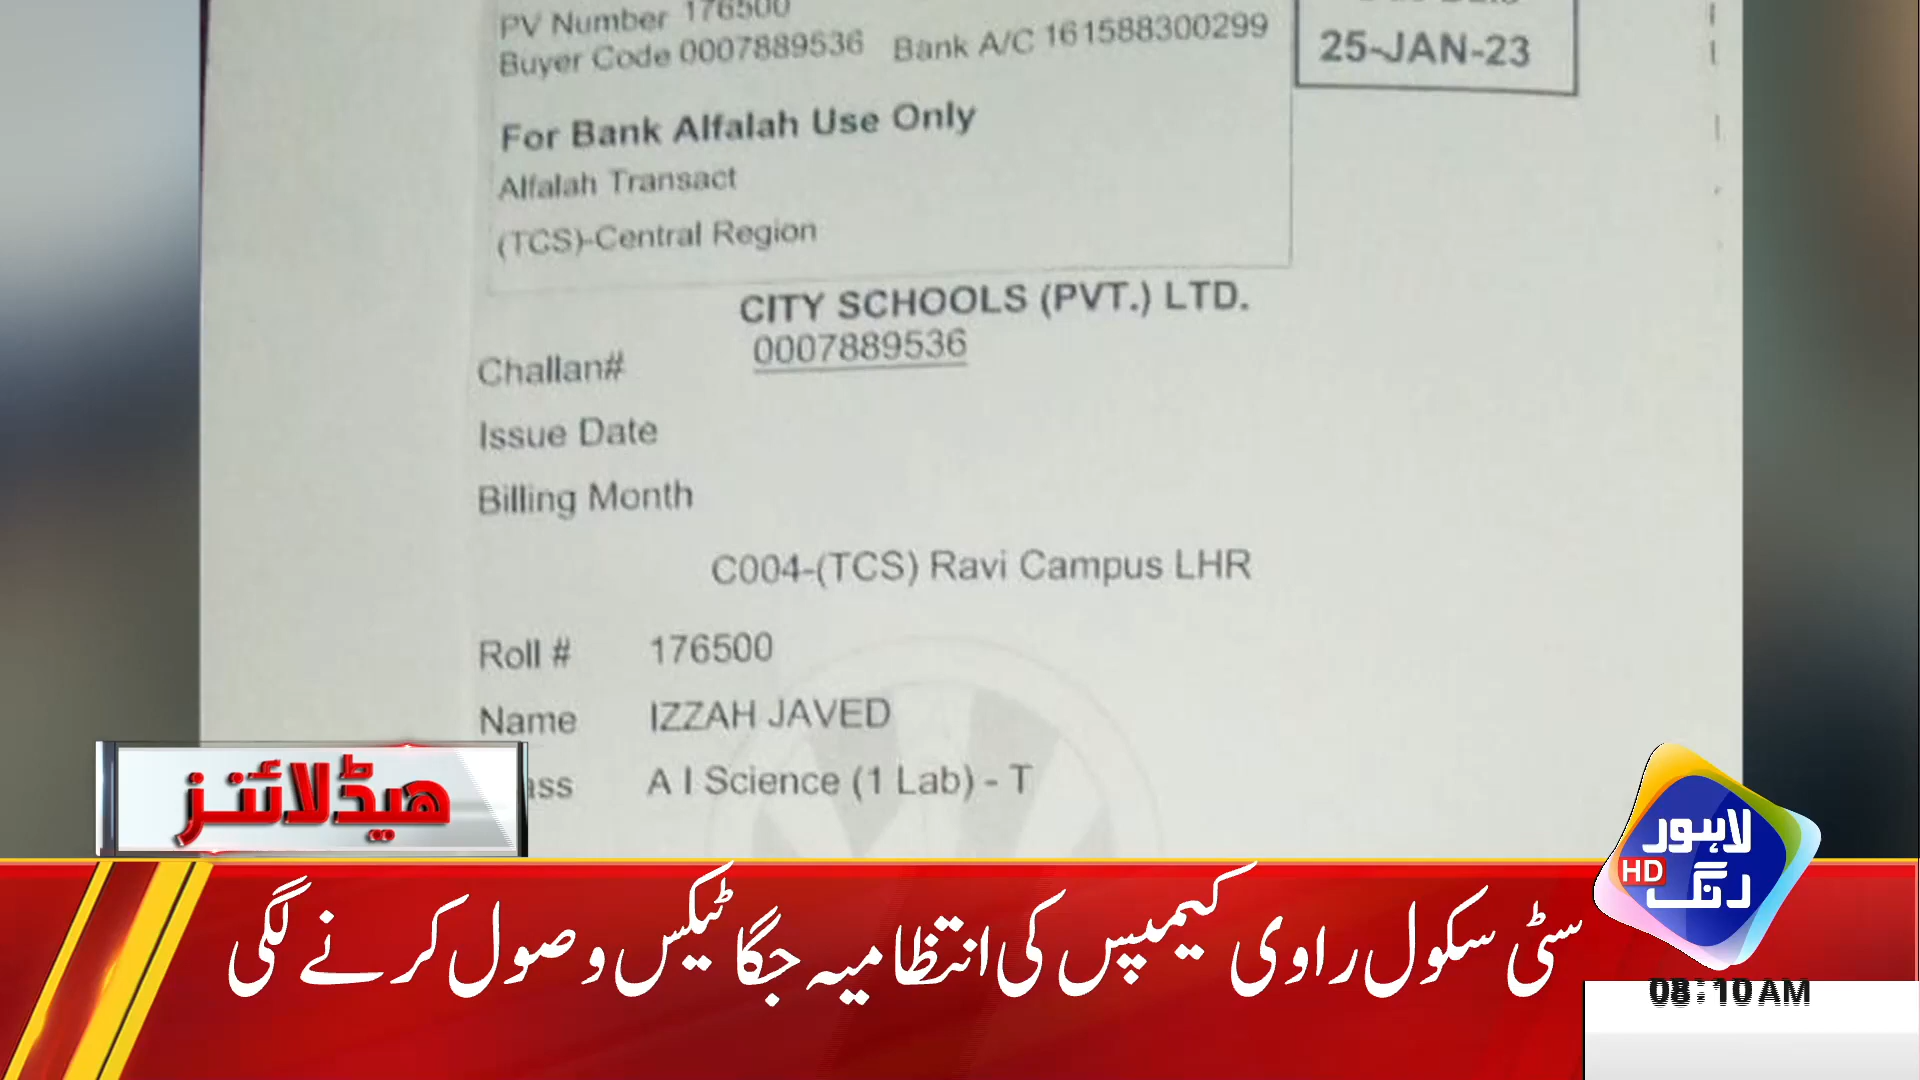 PV Number 176500
Buyer Code 0007889536 Bank A/C 161588300299
25-JAN-23
For Bank Alfalah Use Only
Alfalah Transact
(TCS)-Central Region
CITY SCHOOLS (PVT.) LTD.
Challan# 0007889536
Issue Date
Billing Month
C004-(TCS) Ravi Campus LHR
Roll # 176500
Name IZZAH JAVED
ass A I Science (1 Lab) - T
ھیڈلائنز
لاہور
رنگ
HD
سٹی سکول راوی کیمپس کی انتظامیہ جگا ٹیکس وصول کرنے لگی
08:10 AM